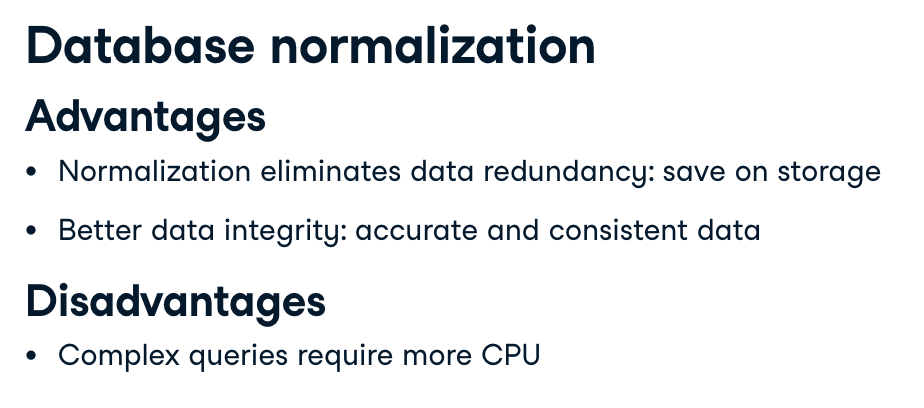 Database normalization
Advantages
• Normalization eliminates data redundancy: save on storage
• Better data integrity: accurate and consistent data
Disadvantages
• Complex queries require more CPU